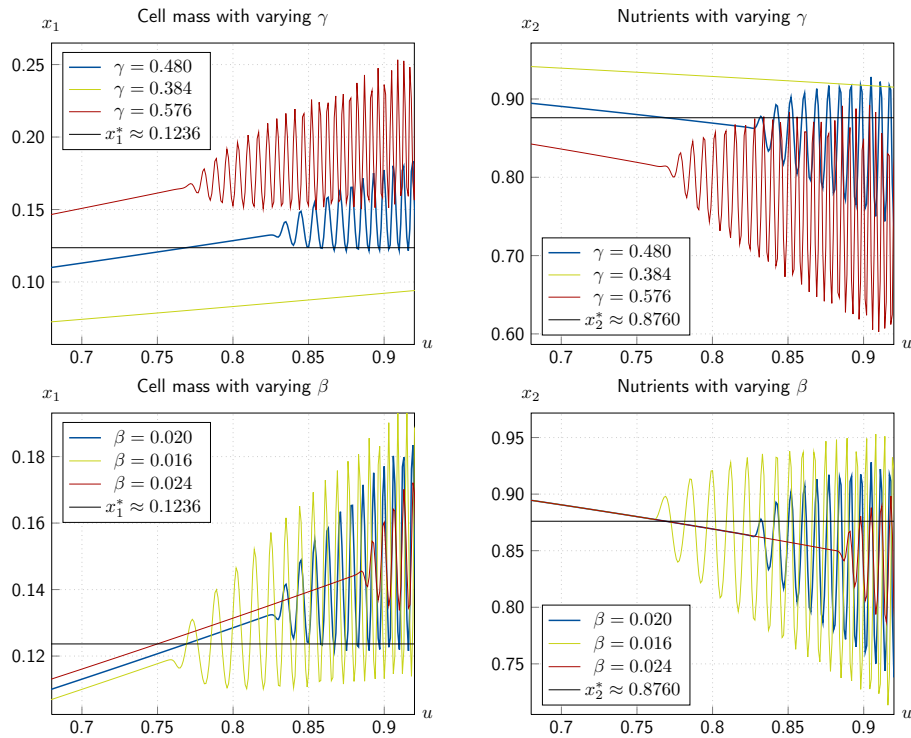 Cell mass with varying γ
x₁
0.25
0.20
0.15
0.10
γ = 0.480
γ = 0.384
γ = 0.576
x₁* ≈ 0.1236
0.7 0.75 0.8 0.85 0.9
u
Nutrients with varying γ
x₂
0.90
0.80
0.70
0.60
γ = 0.480
γ = 0.384
γ = 0.576
x₂* ≈ 0.8760
0.7 0.75 0.8 0.85 0.9
u
Cell mass with varying β
x₁
0.18
0.16
0.14
0.12
β = 0.020
β = 0.016
β = 0.024
x₁* ≈ 0.1236
0.7 0.75 0.8 0.85 0.9
u
Nutrients with varying β
x₂
0.95
0.90
0.85
0.80
0.75
β = 0.020
β = 0.016
β = 0.024
x₂* ≈ 0.8760
0.7 0.75 0.8 0.85 0.9
u